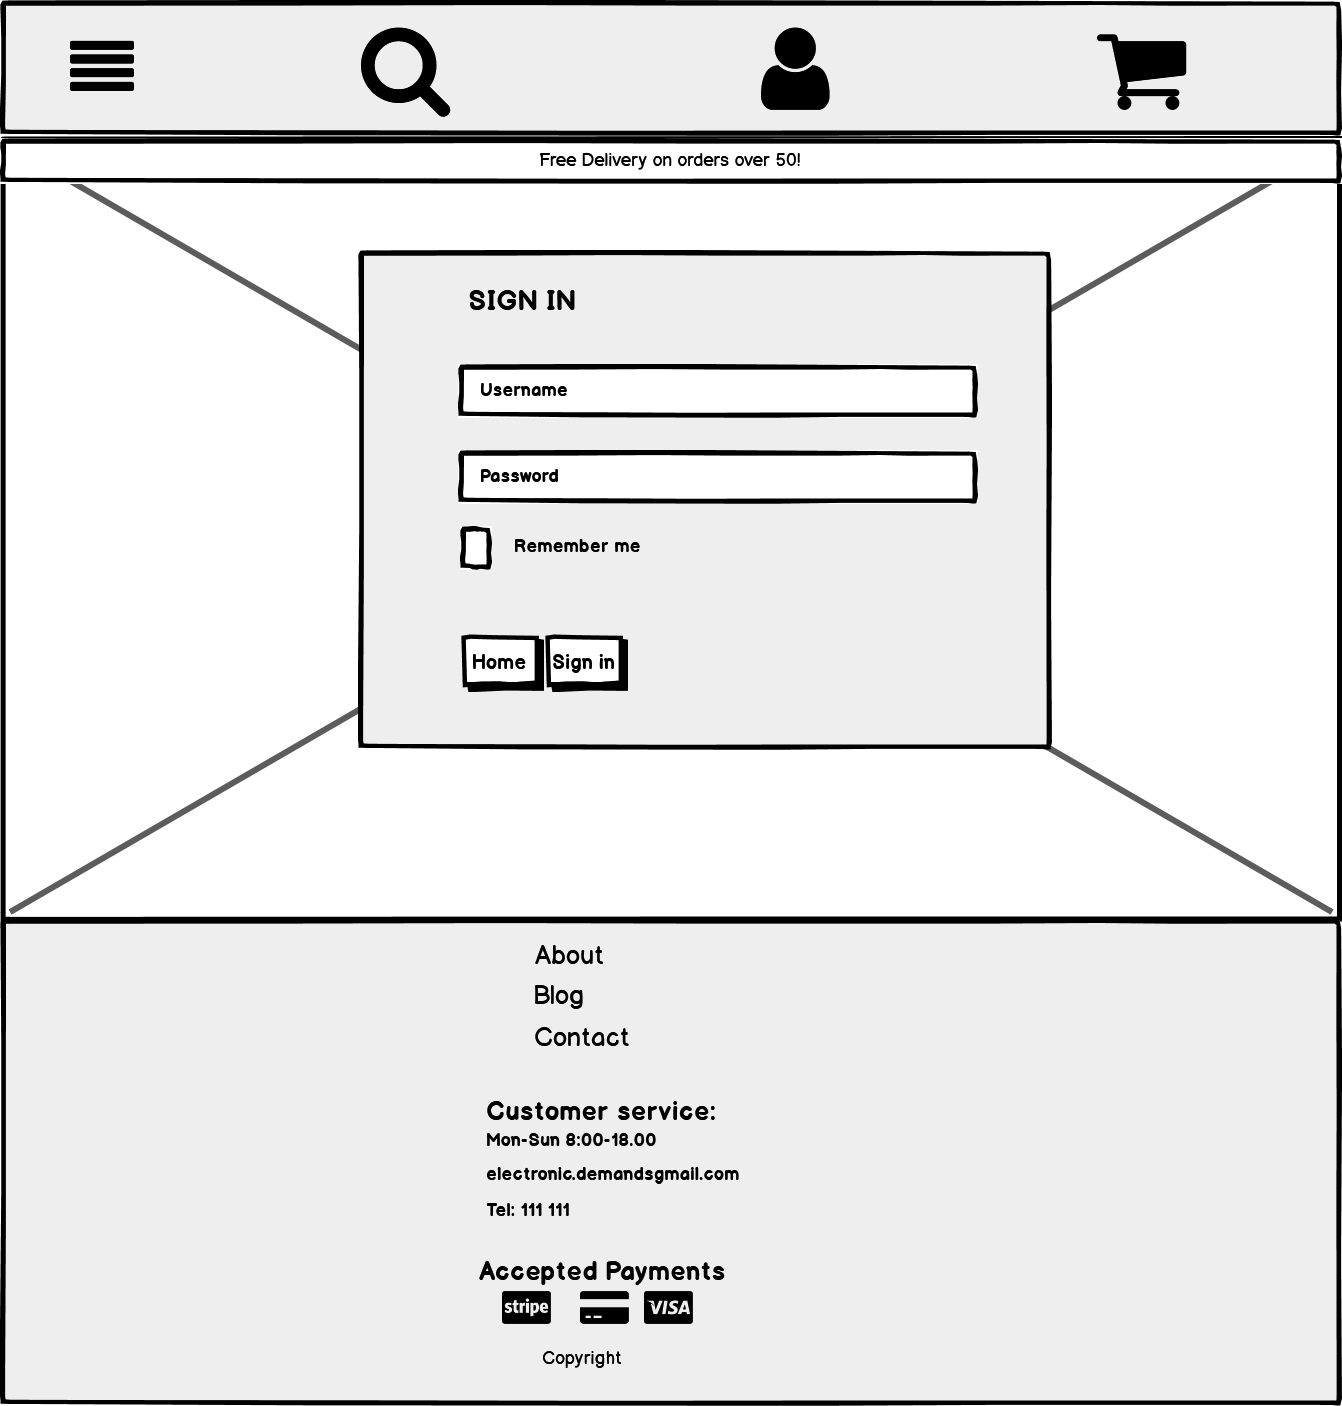 Free Delivery on orders over 50!
SIGN IN
Username
Password
Remember me
Home Sign in
About
Blog
Contact
Customer service:
Mon-Sun 8:00-18.00
electronic.demandsgmail.com
Tel: 111 111
Accepted Payments
stripe VISA
Copyright